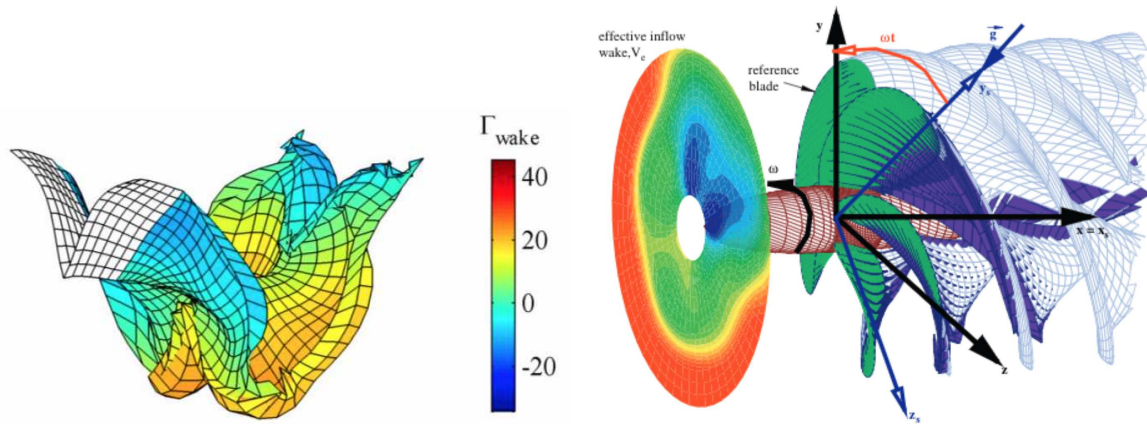 Γwake
40
20
0
-20
effective inflow
wake,Ve
reference
blade
y
ωt
g
ys
ω
x = xs
z
zs